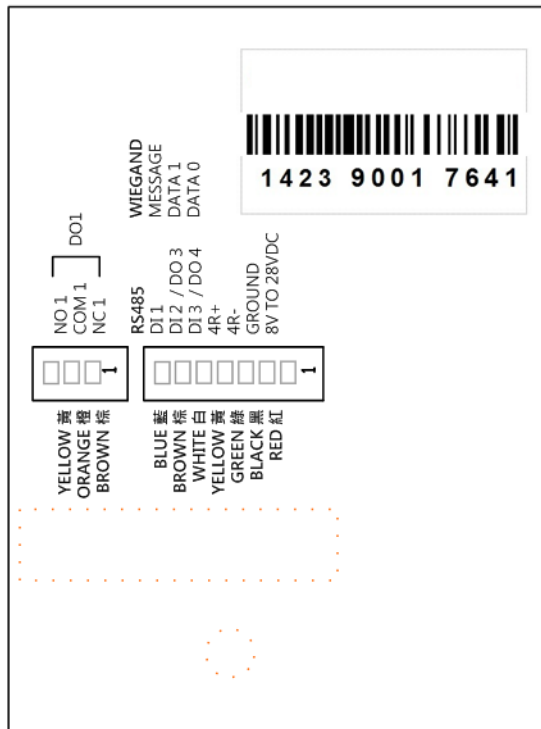 1423 9001 7641
WIEGAND
MESSAGE
DATA 1
DATA 0
DO1
NO 1
COM 1
NC 1
RS485
DI 1
DI 2 / DO 3
DI 3 / DO 4
4R+
4R-
GROUND
8V TO 28VDC
1
1
YELLOW 黃
ORANGE 橙
BROWN 棕
BLUE 藍
BROWN 棕
WHITE 白
YELLOW 黃
GREEN 綠
BLACK 黑
RED 紅